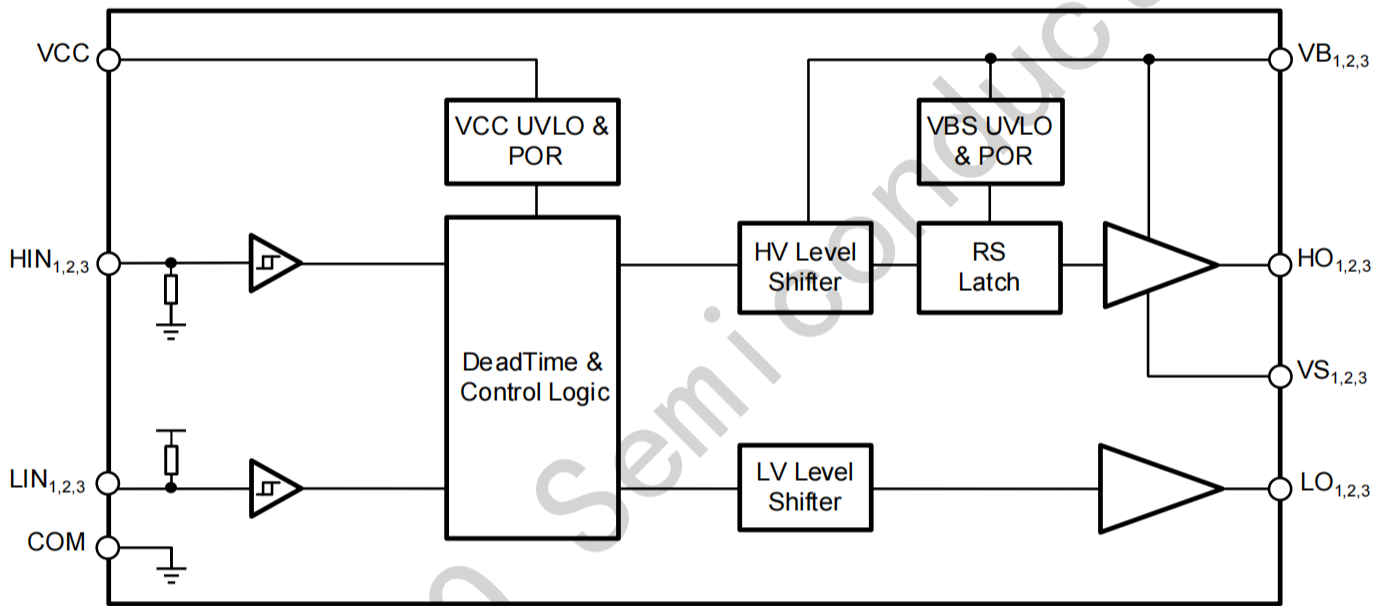 VCC
VB1,2,3
VCC UVLO &
POR
VBS UVLO
& POR
HIN1,2,3
HV Level
Shifter
RS
Latch
HO1,2,3
DeadTime &
Control Logic
VS1,2,3
LIN1,2,3
LV Level
Shifter
LO1,2,3
COM
Semiconduc